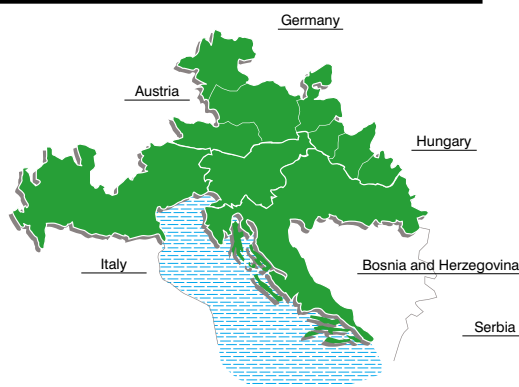 Germany
Austria
Hungary
Italy
Bosnia and Herzegovina
Serbia